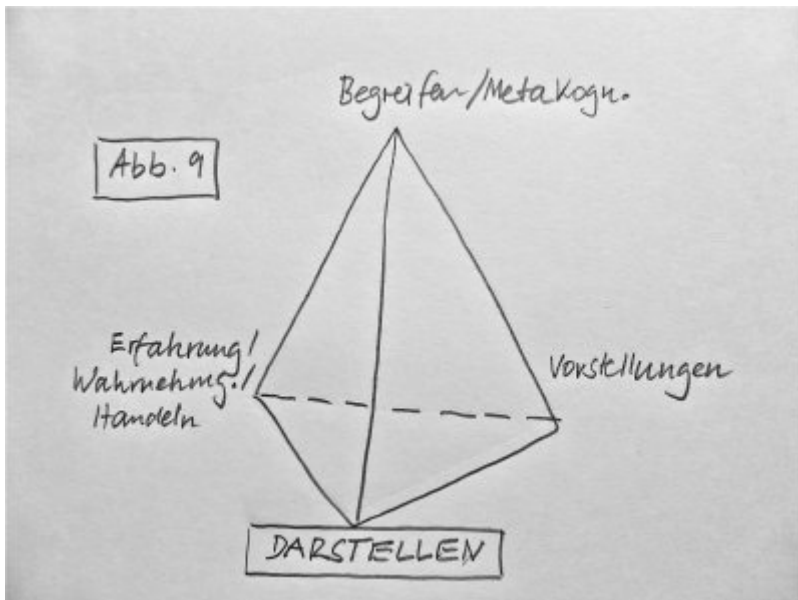 Begreifen/Metakogn.
Abb. 9
Erfahrung/
Wahrnehmg./
Handeln
Vorstellungen
DARSTELLEN